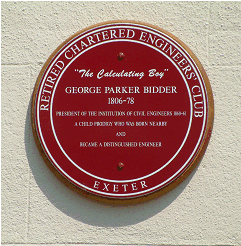 RETIRED CHARTERED ENGINEERS' CLUB
"The Calculating Boy"
GEORGE PARKER BIDDER
1806-78
PRESIDENT OF THE INSTITUTION OF CIVIL ENGINEERS 1860-61
A CHILD PRODIGY WHO WAS BORN NEARBY
AND
BECAME A DISTINGUISHED ENGINEER
EXETER